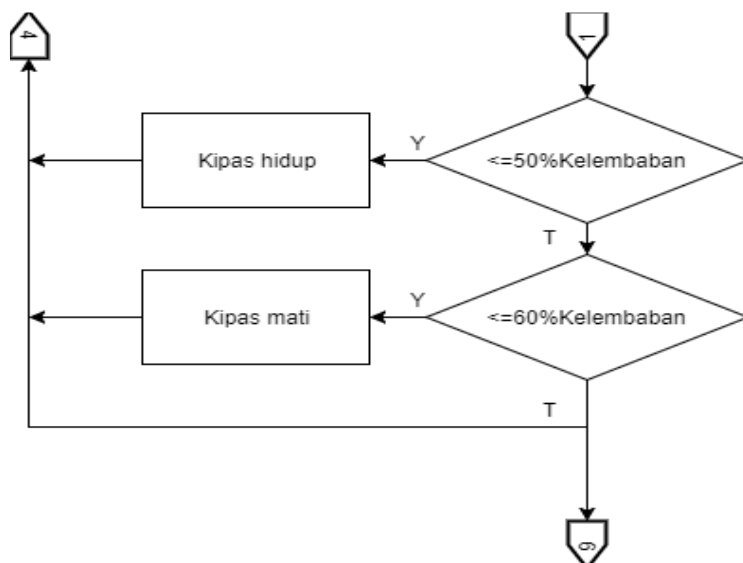 4
1
Y
Kipas hidup
<=50%Kelembaban
T
Y
Kipas mati
<=60%Kelembaban
T
6